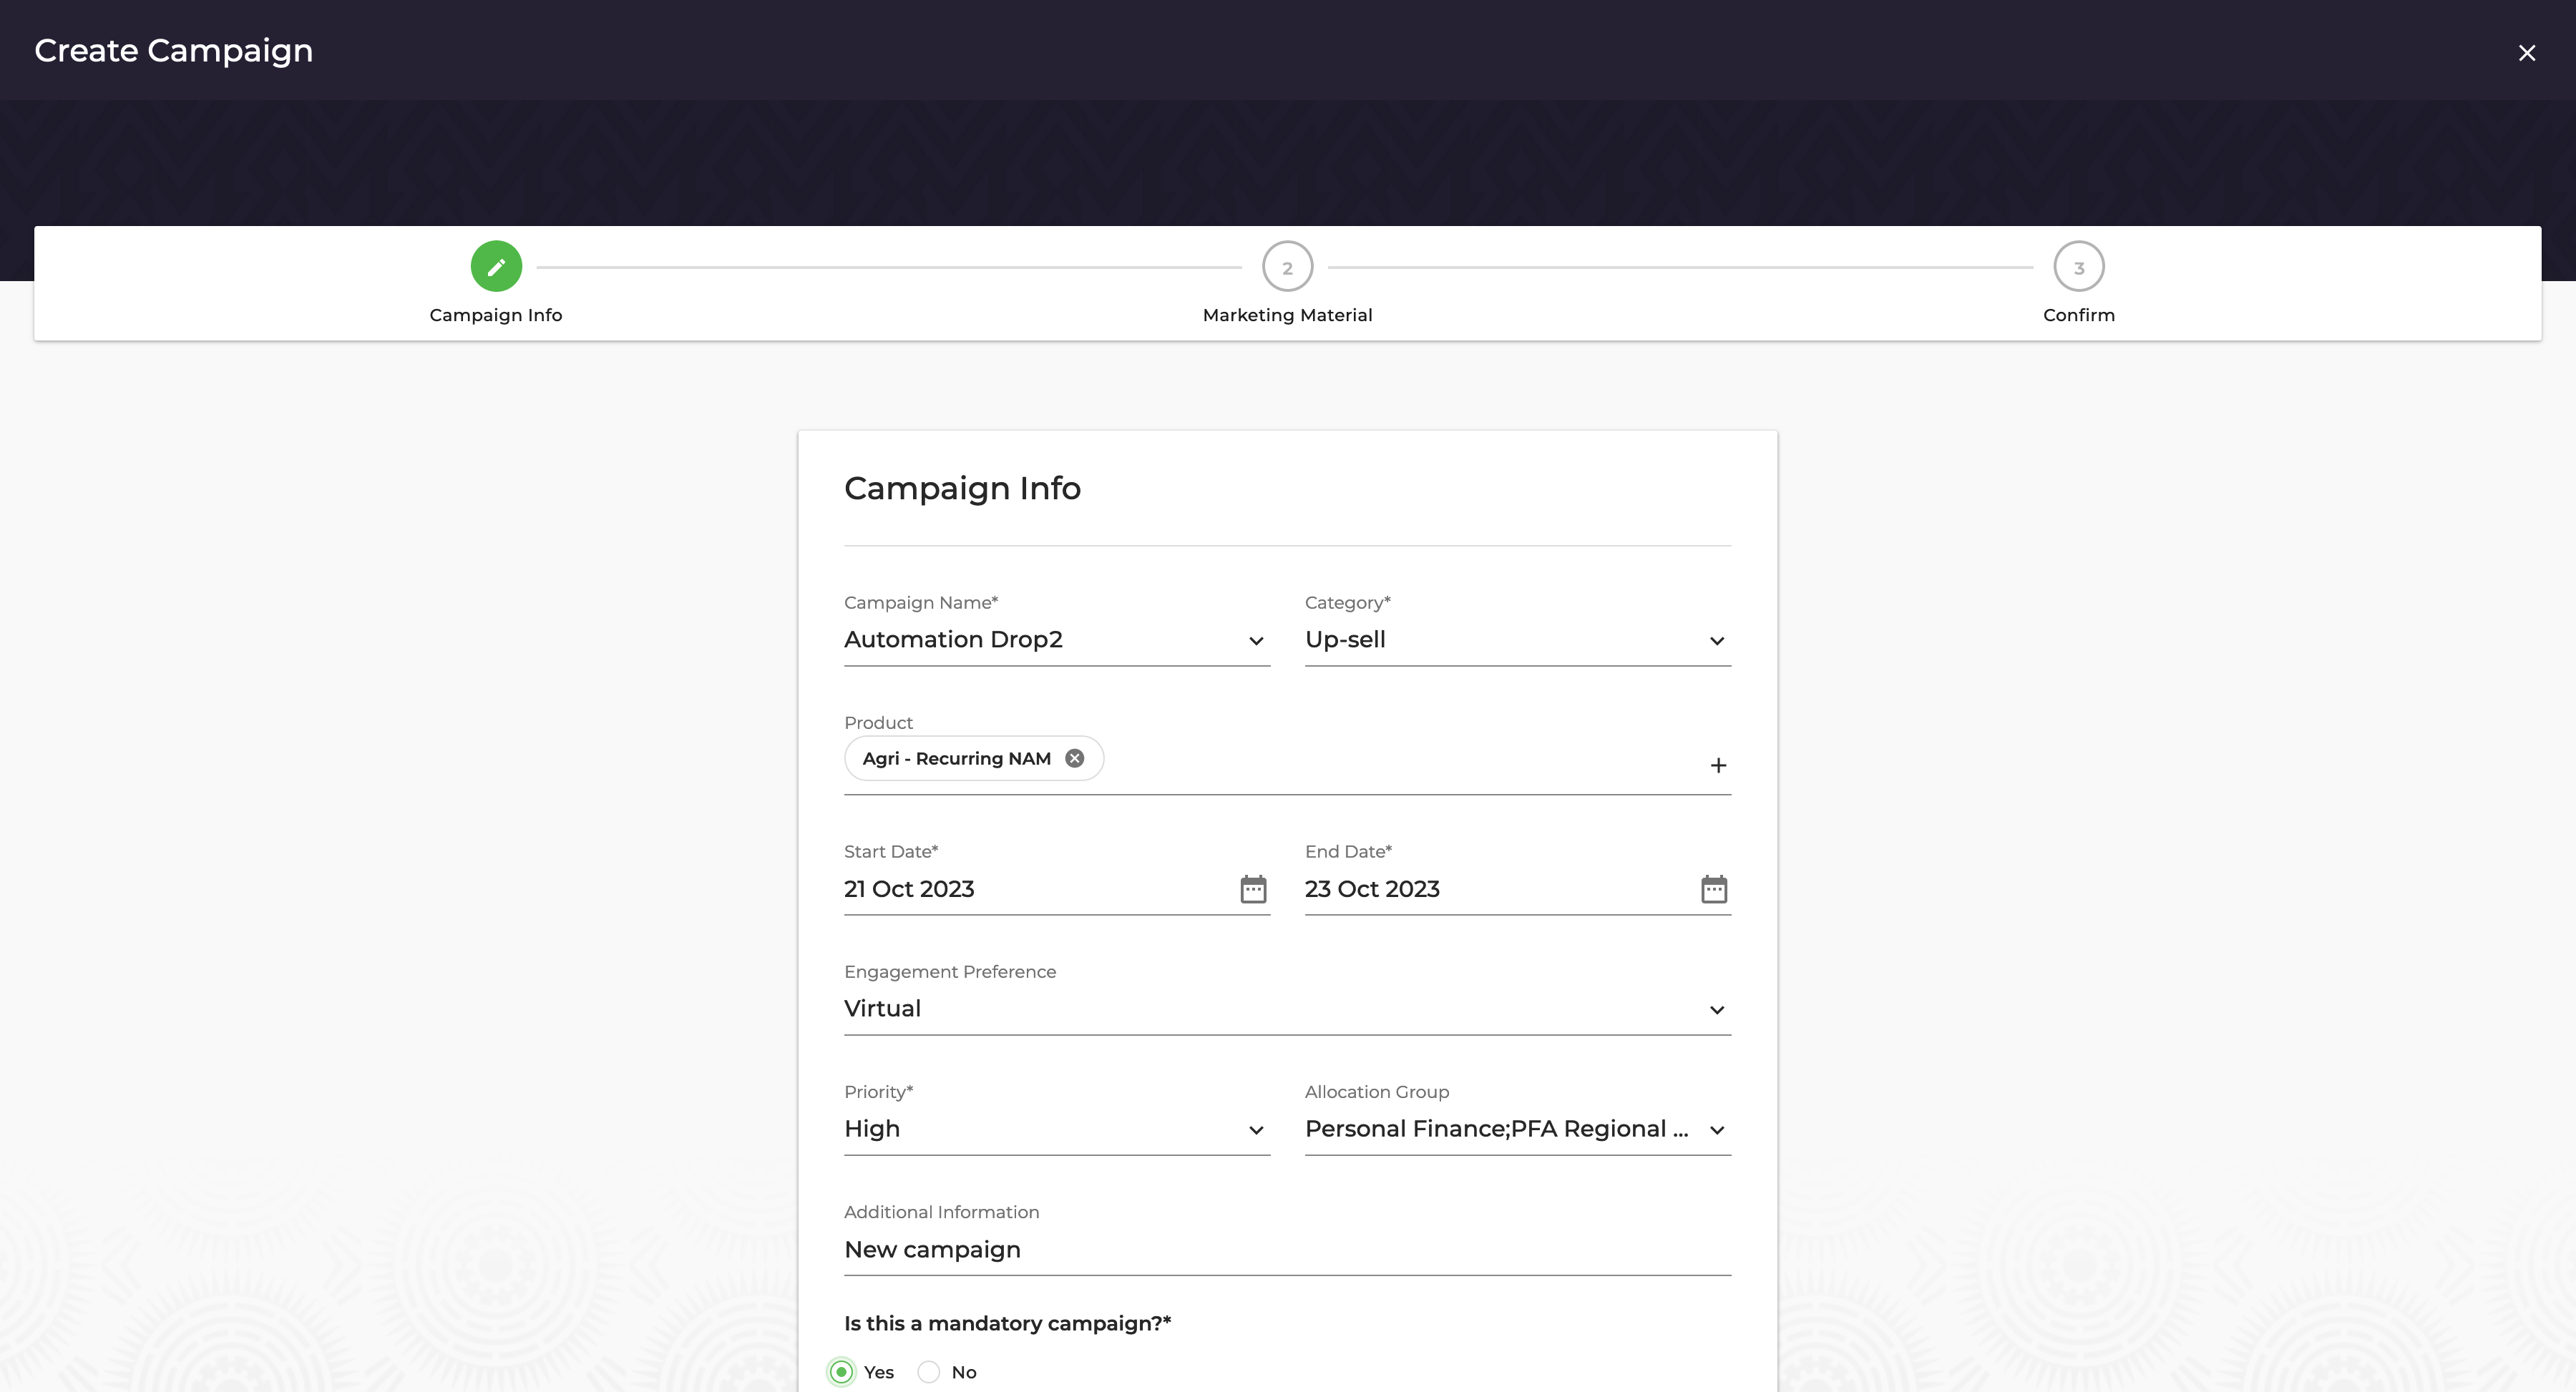 Create Campaign
2
3
Campaign Info
Marketing Material
Confirm
Campaign Info
Campaign Name*
Category*
Automation Drop2
Up-sell
Product
Agri - Recurring NAM
Start Date*
End Date*
21 Oct 2023
23 Oct 2023
Engagement Preference
Virtual
Priority*
Allocation Group
High
Personal Finance;PFA Regional ...
Additional Information
New campaign
Is this a mandatory campaign?*
Yes
No